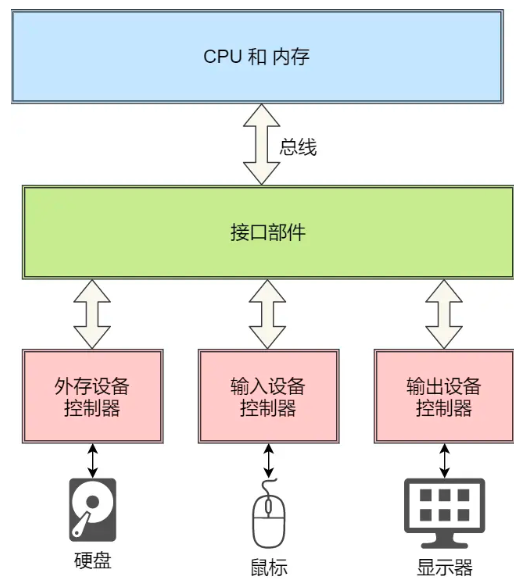 CPU 和 内存
总线
接口部件
外存设备
控制器
输入设备
控制器
输出设备
控制器
硬盘
鼠标
显示器